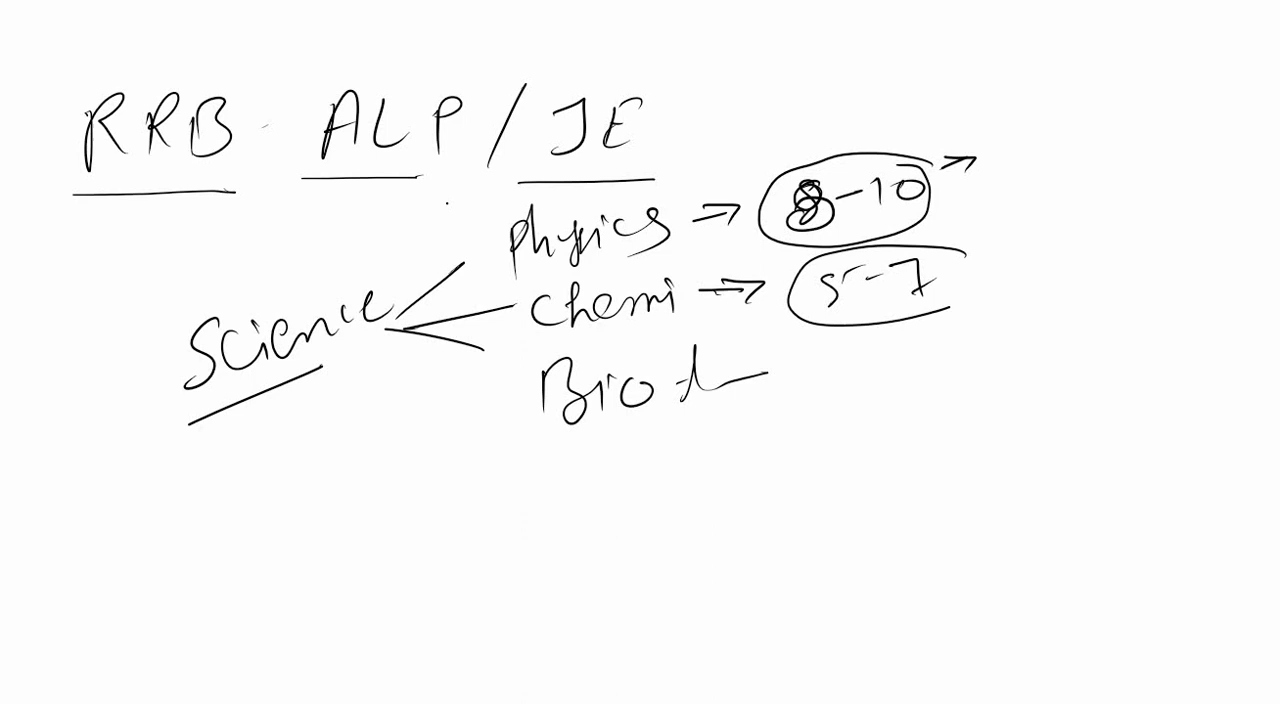 RRB ALP / JE
physics → 8-10 →
Science
chemi → 5-7
Bio